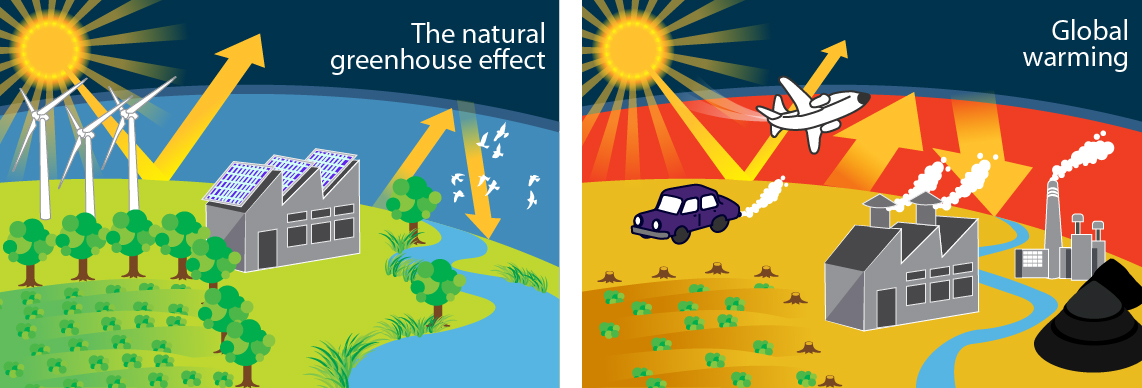 The natural
greenhouse effect
Global
warming